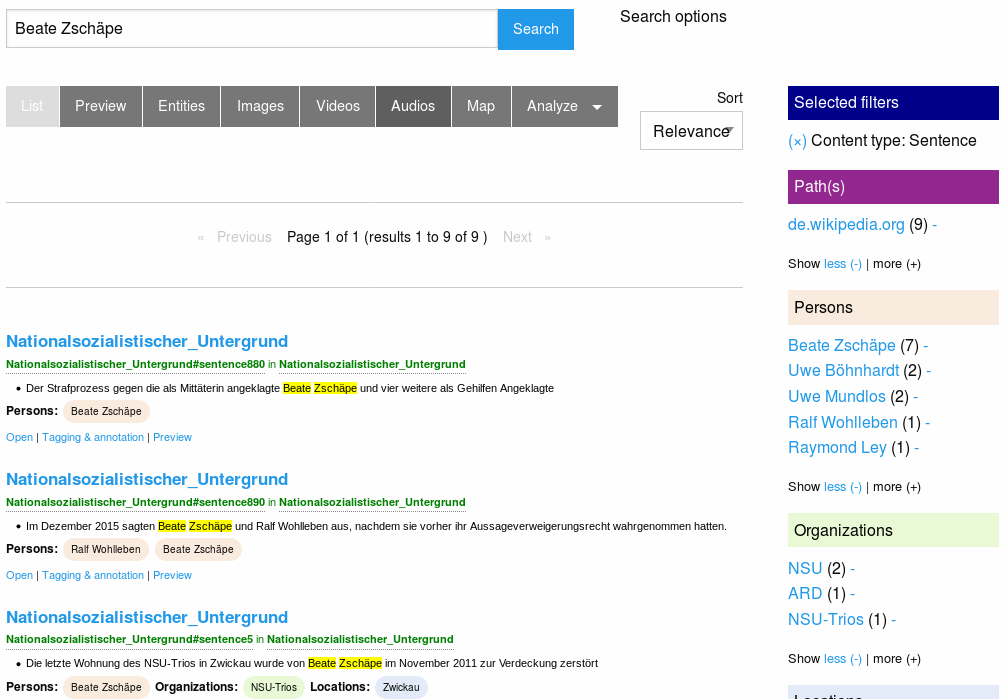 Beate Zschäpe
Search
Search options
List
Preview
Entities
Images
Videos
Audios
Map
Analyze
Sort
Relevance
« Previous Page 1 of 1 (results 1 to 9 of 9 ) Next »
Nationalsozialistischer_Untergrund
Nationalsozialistischer_Untergrund#sentence880 in Nationalsozialistischer_Untergrund
• Der Strafprozess gegen die als Mittäterin angeklagte Beate Zschäpe und vier weitere als Gehilfen Angeklagte
Persons: Beate Zschäpe
Open | Tagging & annotation | Preview
Nationalsozialistischer_Untergrund
Nationalsozialistischer_Untergrund#sentence890 in Nationalsozialistischer_Untergrund
• Im Dezember 2015 sagten Beate Zschäpe und Ralf Wohlleben aus, nachdem sie vorher ihr Aussageverweigerungsrecht wahrgenommen hatten.
Persons: Ralf Wohlleben Beate Zschäpe
Open | Tagging & annotation | Preview
Nationalsozialistischer_Untergrund
Nationalsozialistischer_Untergrund#sentence5 in Nationalsozialistischer_Untergrund
• Die letzte Wohnung des NSU-Trios in Zwickau wurde von Beate Zschäpe im November 2011 zur Verdeckung zerstört
Persons: Beate Zschäpe Organizations: NSU-Trios Locations: Zwickau
Selected filters
(×) Content type: Sentence
Path(s)
de.wikipedia.org (9) -
Show less (-) | more (+)
Persons
Beate Zschäpe (7) -
Uwe Böhnhardt (2) -
Uwe Mundlos (2) -
Ralf Wohlleben (1) -
Raymond Ley (1) -
Show less (-) | more (+)
Organizations
NSU (2) -
ARD (1) -
NSU-Trios (1) -
Show less (-) | more (+)
Locations